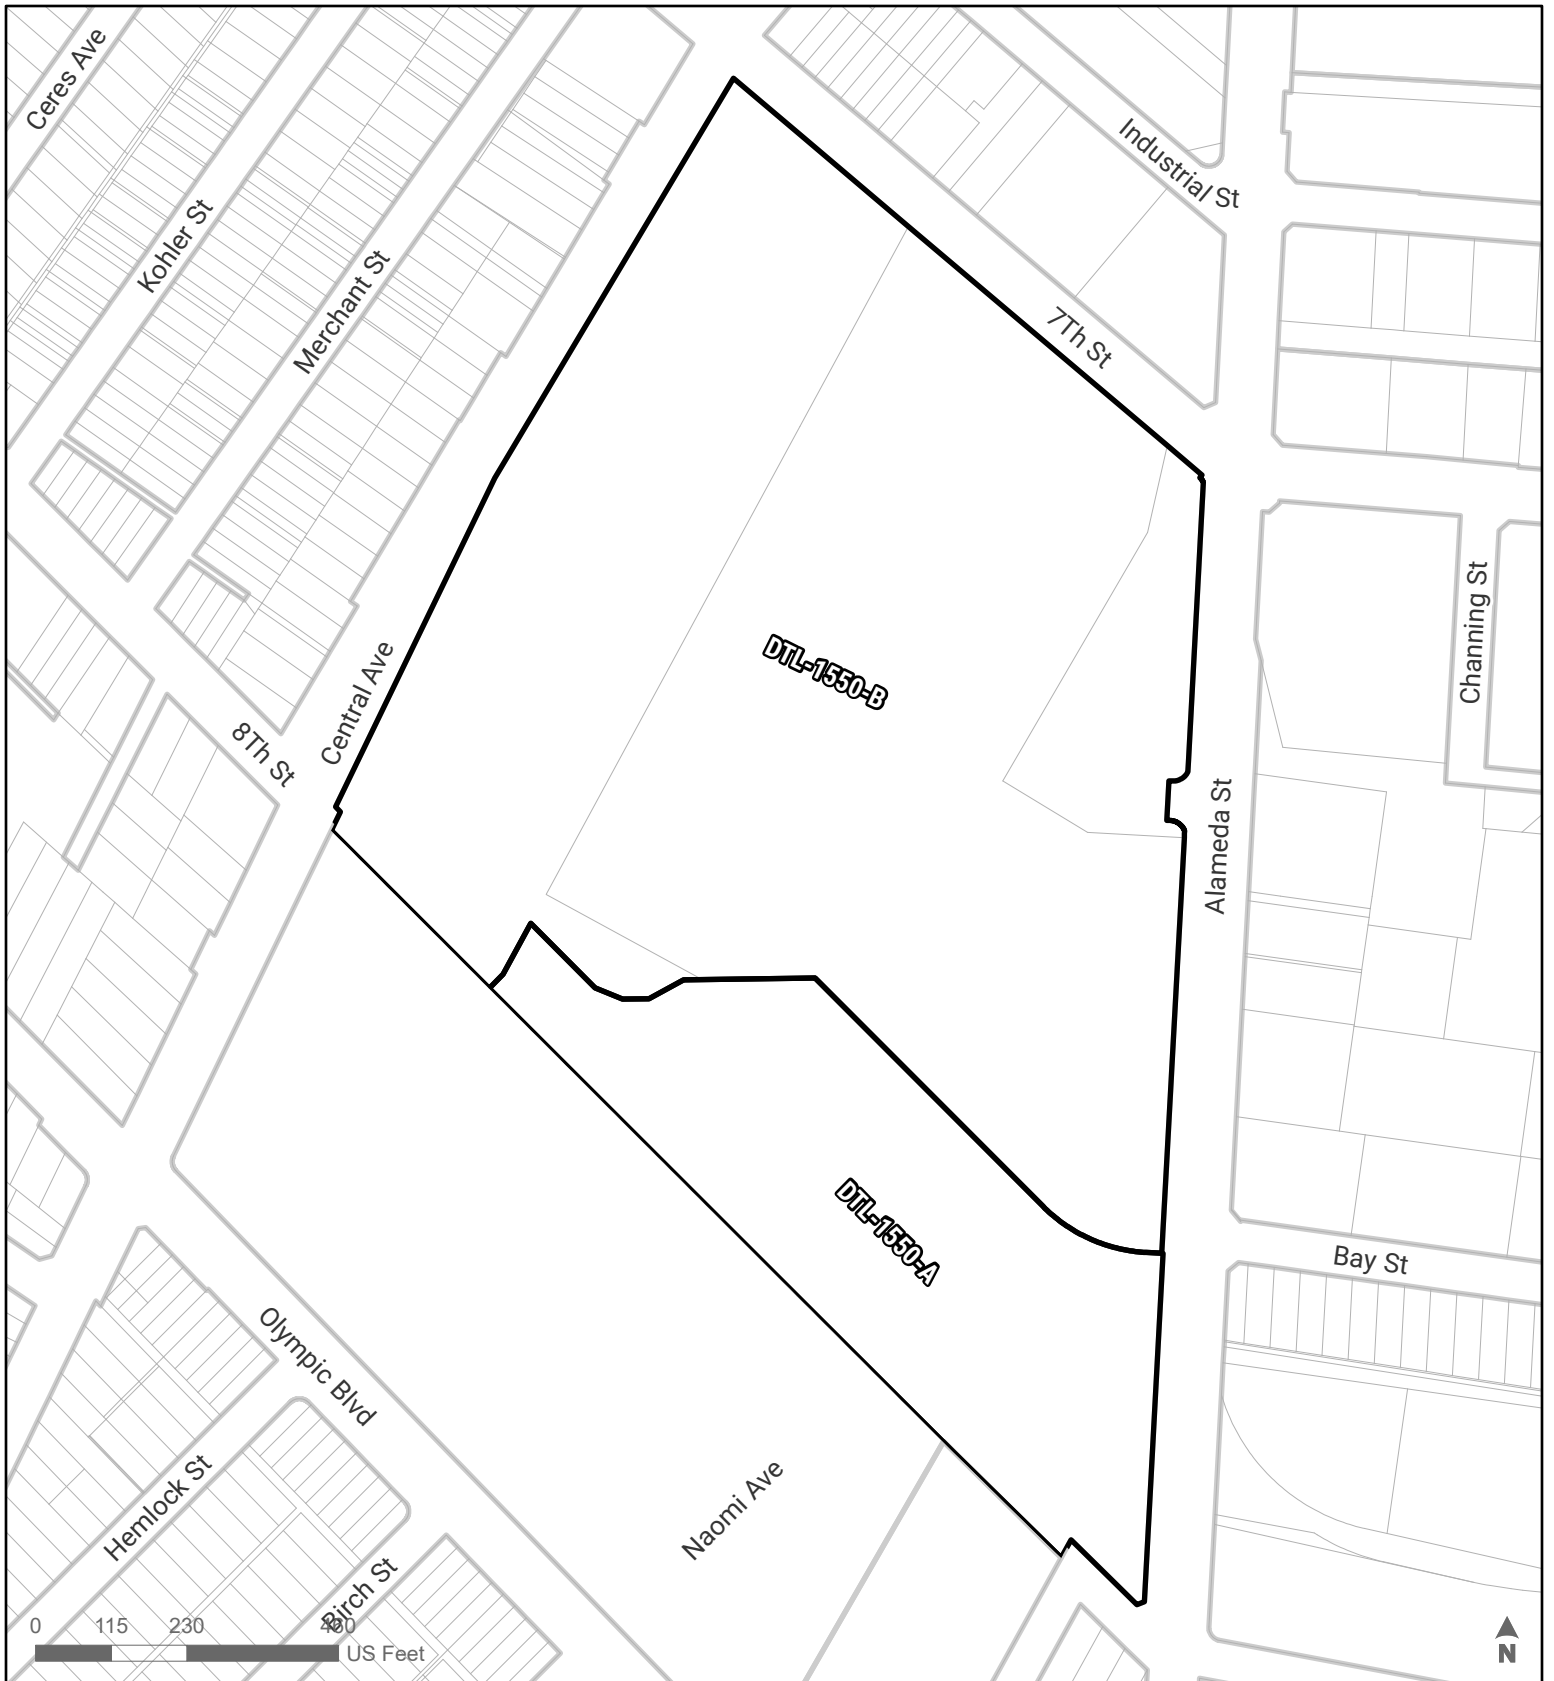 Ceres Ave
Industrial St
Kohler St
Merchant St
7Th St
Channing St
DTL-1550-B
Central Ave
8Th St
Alameda St
DTL-1550-A
Bay St
Olympic Blvd
Naomi Ave
Hemlock St
Birch St
0 115 230 460
US Feet
N